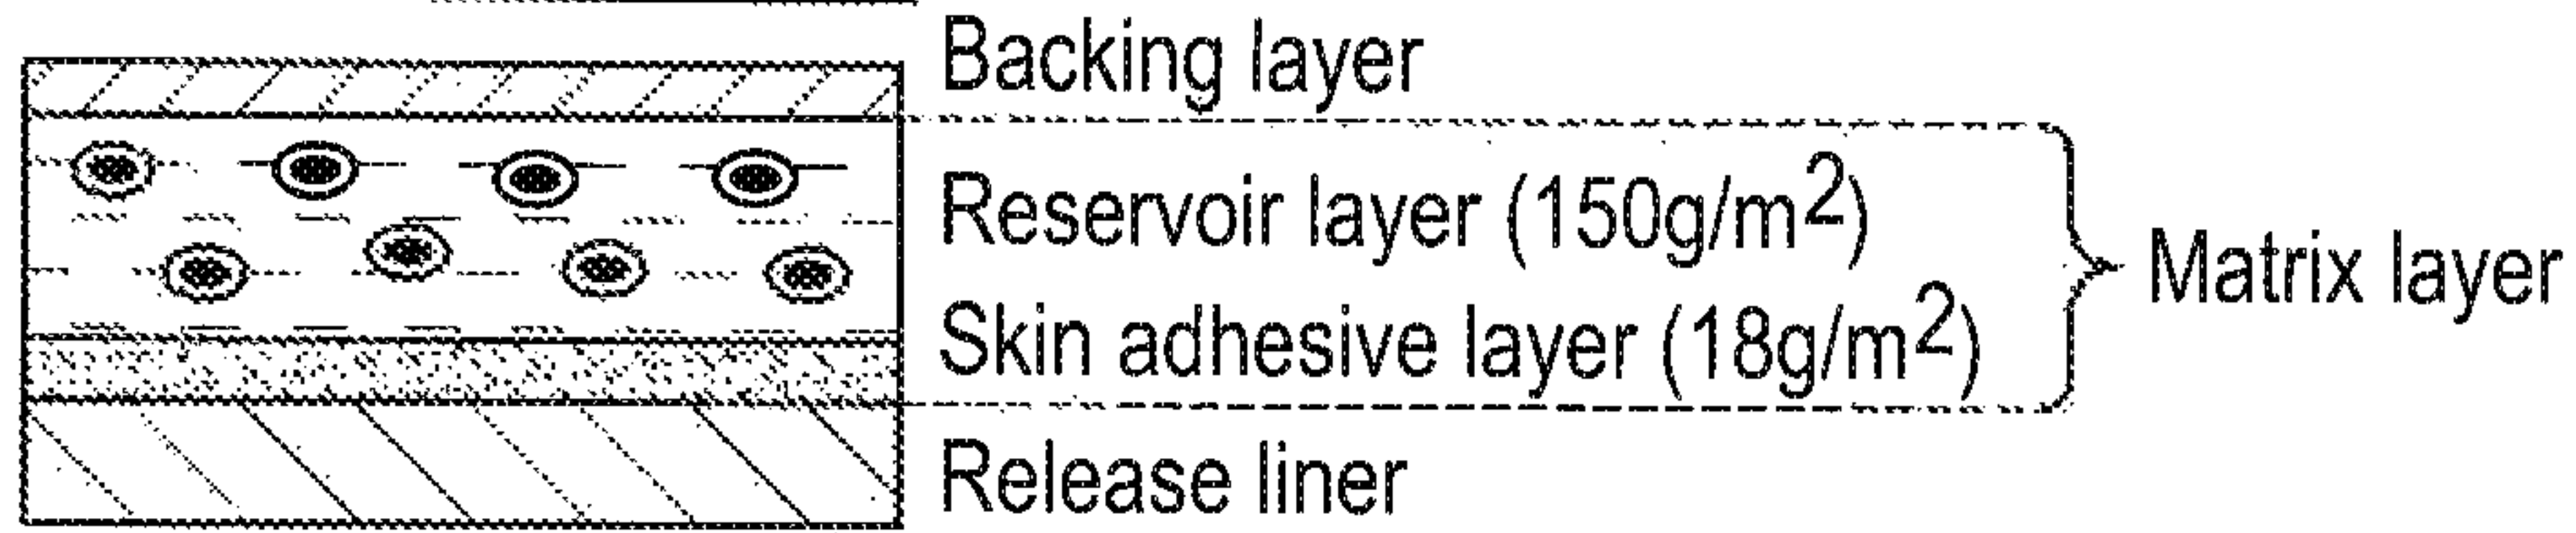 Backing layer
Reservoir layer (150g/m²)
Skin adhesive layer (18g/m²)
Matrix layer
Release liner